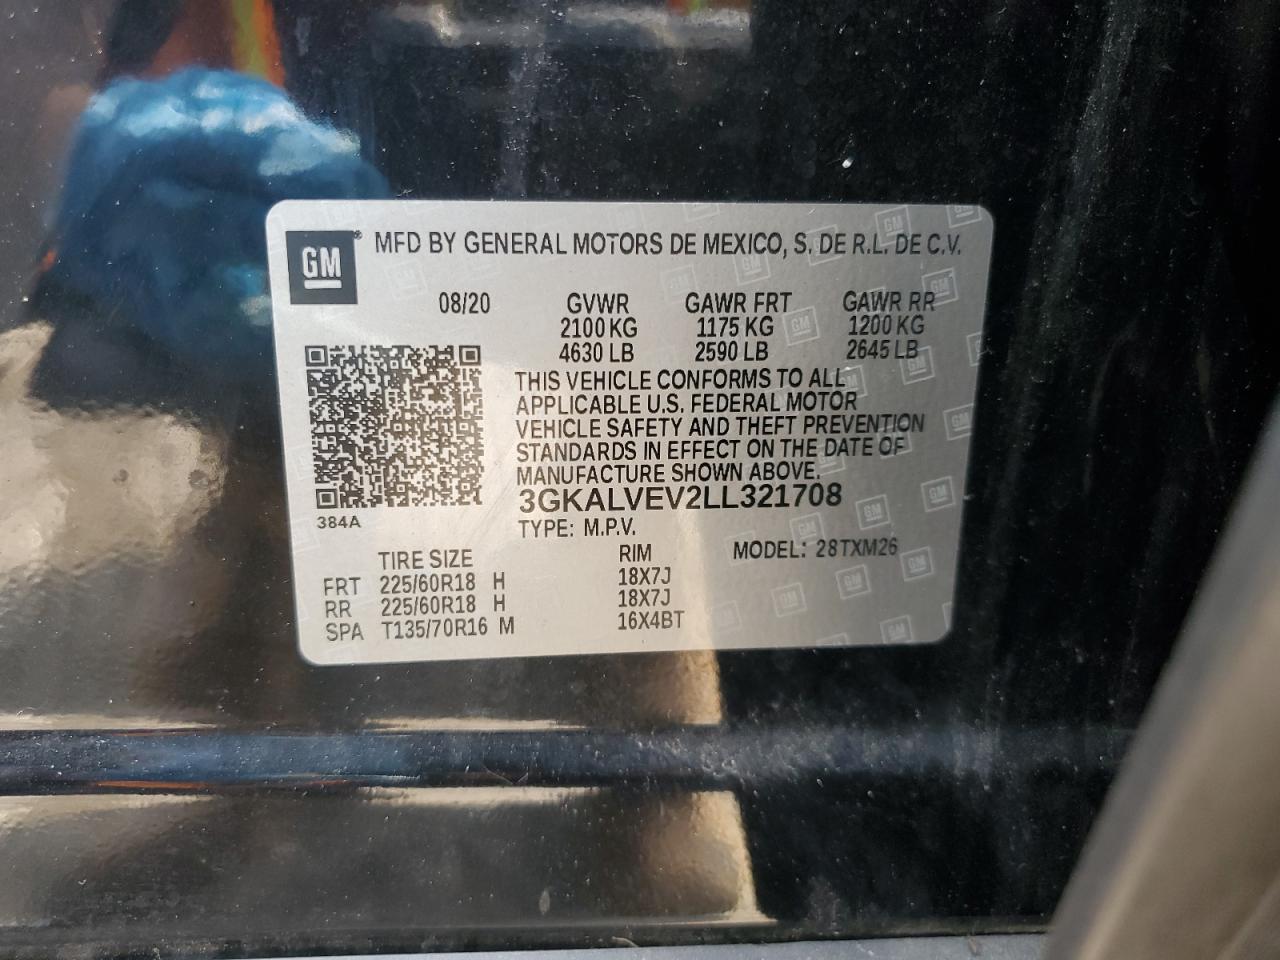 GM ® MFD BY GENERAL MOTORS DE MEXICO, S. DE R.L. DE C.V.
08/20 GVWR GAWR FRT GAWR RR
2100 KG 1175 KG 1200 KG
4630 LB 2590 LB 2645 LB
THIS VEHICLE CONFORMS TO ALL
APPLICABLE U.S. FEDERAL MOTOR
VEHICLE SAFETY AND THEFT PREVENTION
STANDARDS IN EFFECT ON THE DATE OF
MANUFACTURE SHOWN ABOVE.
3GKALVEV2LL321708
384A
TYPE: M.P.V.
TIRE SIZE RIM MODEL: 28TXM26
FRT 225/60R18 H 18X7J
RR 225/60R18 H 18X7J
SPA T135/70R16 M 16X4BT